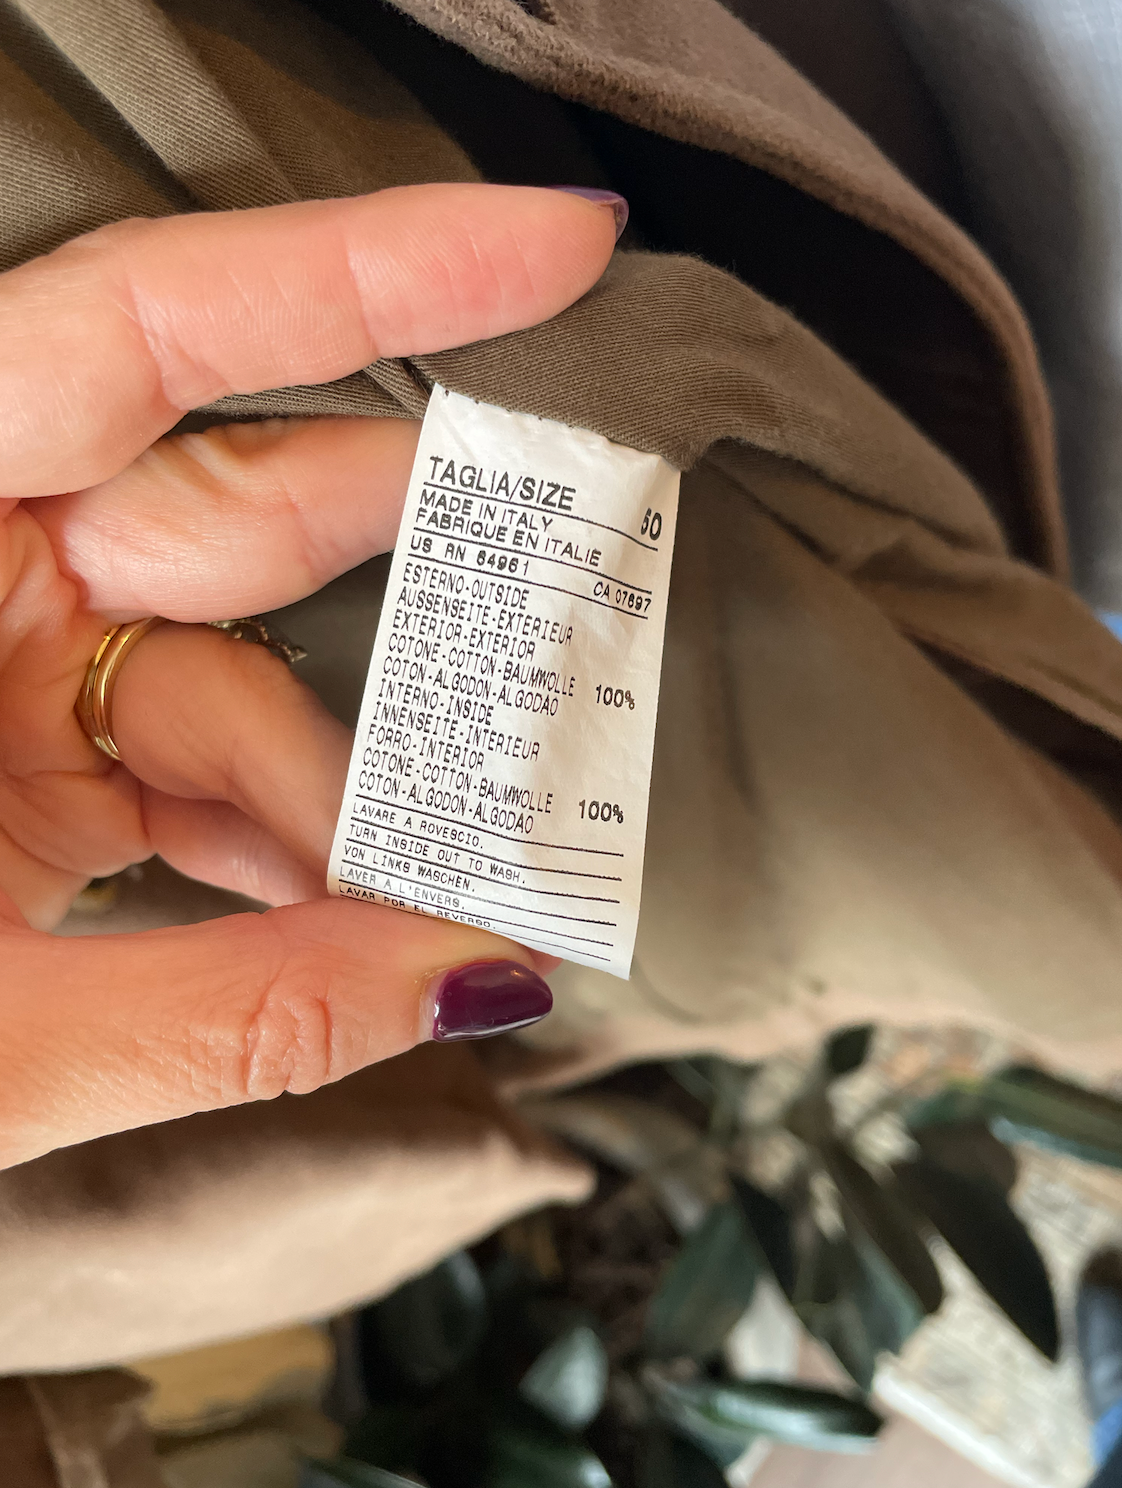 TAGLIA/SIZE 50
MADE IN ITALY
FABRIQUE EN ITALIE
US RN 64961 CA 07697
ESTERNO-OUTSIDE
AUSSENSEITE-EXTERIEUR
EXTERIOR-EXTERIOR
COTONE-COTTON-BAUMWOLLE
COTON-ALGODON-ALGODAO 100%
INTERNO-INSIDE
INNENSEITE-INTERIEUR
FORRO-INTERIOR
COTONE-COTTON-BAUMWOLLE
COTON-ALGODON-ALGODAO 100%
LAVARE A ROVESCIO.
TURN INSIDE OUT TO WASH.
VON LINKS WASCHEN.
LAVER A L'ENVERS.
LAVAR POR EL REVERSO.